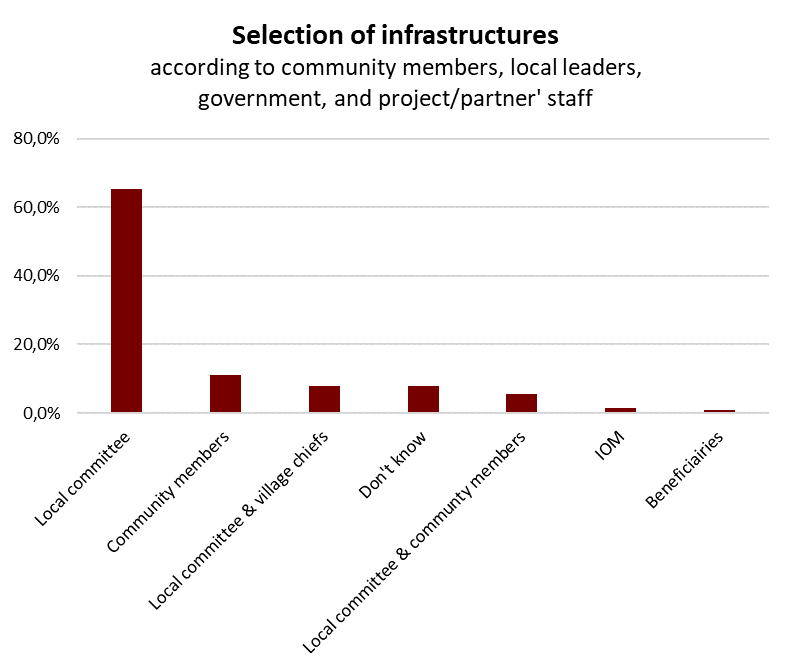 Selection of infrastructures
according to community members, local leaders,
government, and project/partner' staff
80,0%
60,0%
40,0%
20,0%
0,0%
Local committee
Community members
Local committee & village chiefs
Don't know
Local committee & communty members
IOM
Beneficiairies